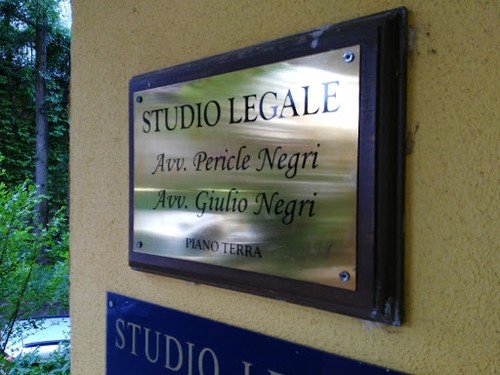 STUDIO LEGALE
Avv. Pericle Negri
Avv. Giulio Negri
PIANO TERRA
STUDIO